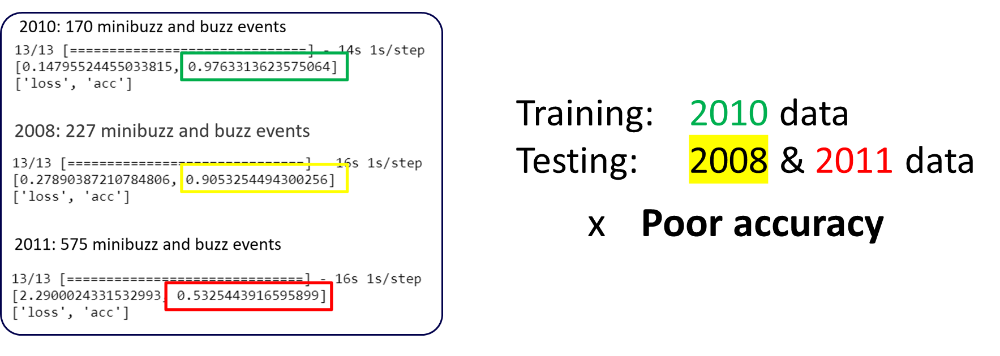 2010: 170 minibuzz and buzz events
13/13 [==============================] - 14s 1s/step
[0.14795524455033815, 0.9763313623575064]
['loss', 'acc']
2008: 227 minibuzz and buzz events
13/13 [==============================] - 16s 1s/step
[0.27890387210784806, 0.9053254494300256]
['loss', 'acc']
2011: 575 minibuzz and buzz events
13/13 [==============================] - 16s 1s/step
[2.2900024331532993, 0.5325443916595899]
['loss', 'acc']
Training: 2010 data
Testing: 2008 & 2011 data
x Poor accuracy